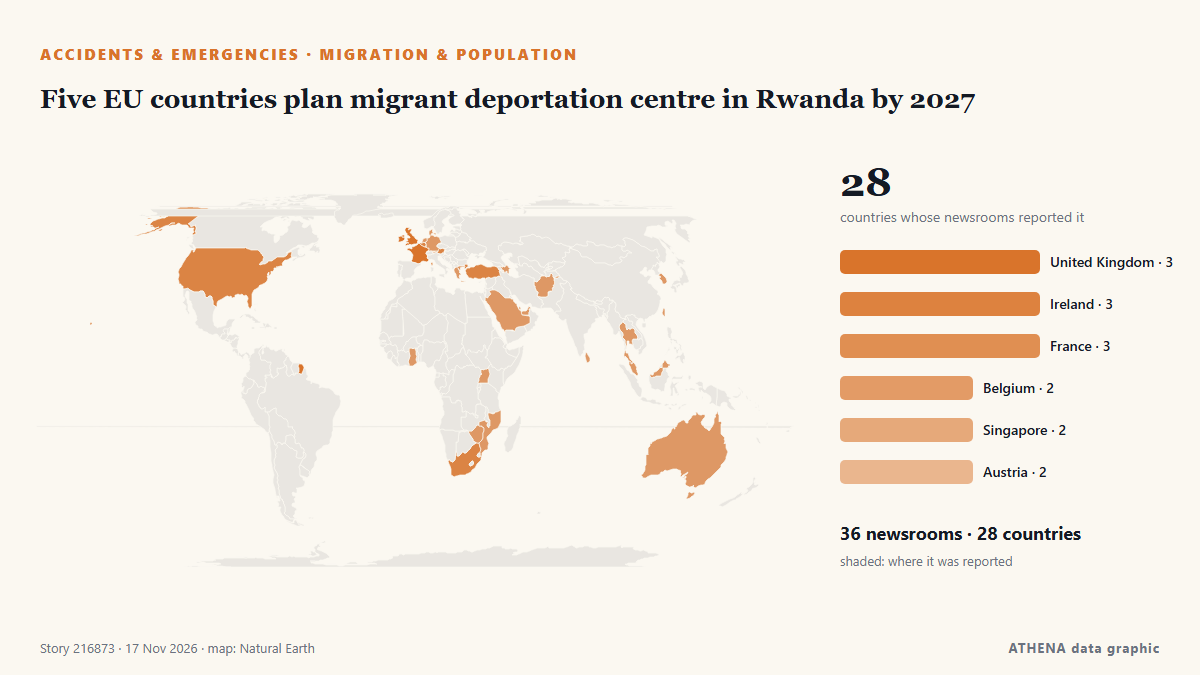 ACCIDENTS & EMERGENCIES · MIGRATION & POPULATION
Five EU countries plan migrant deportation centre in Rwanda by 2027
28
countries whose newsrooms reported it
United Kingdom · 3
Ireland · 3
France · 3
Belgium · 2
Singapore · 2
Austria · 2
36 newsrooms · 28 countries
shaded: where it was reported
Story 216873 · 17 Nov 2026 · map: Natural Earth
ATHENA data graphic